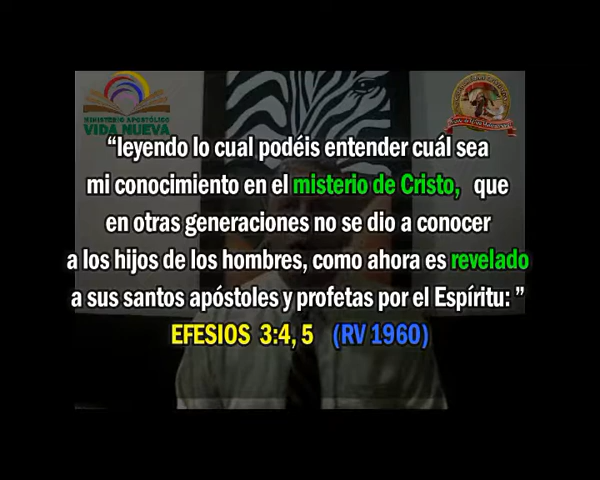 MINISTERIO APOSTÓLICO
VIDA NUEVA
“leyendo lo cual podéis entender cuál sea
mi conocimiento en el misterio de Cristo, que
en otras generaciones no se dio a conocer
a los hijos de los hombres, como ahora es revelado
a sus santos apóstoles y profetas por el Espíritu: ”
EFESIOS 3:4, 5 (RV 1960)